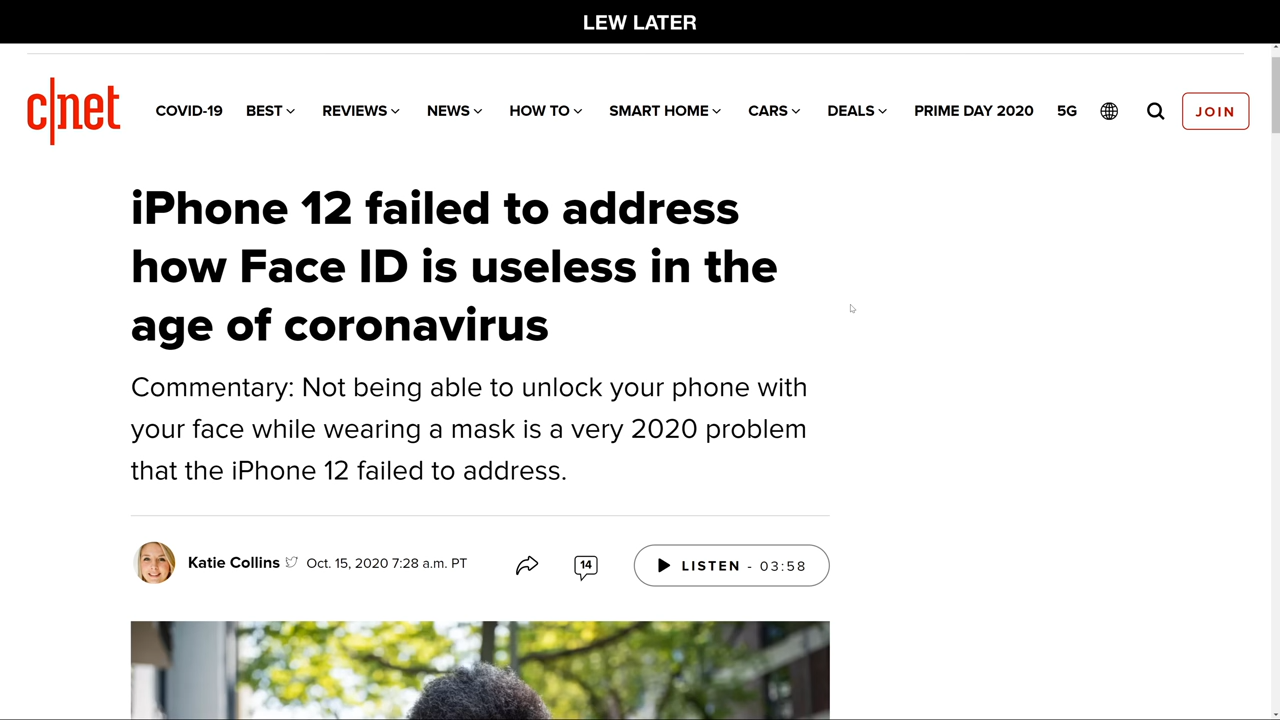 LEW LATER
c|net COVID-19 BEST REVIEWS NEWS HOW TO SMART HOME CARS DEALS PRIME DAY 2020 5G JOIN
iPhone 12 failed to address
how Face ID is useless in the
age of coronavirus
Commentary: Not being able to unlock your phone with
your face while wearing a mask is a very 2020 problem
that the iPhone 12 failed to address.
Katie Collins Oct. 15, 2020 7:28 a.m. PT 14 LISTEN - 03:58